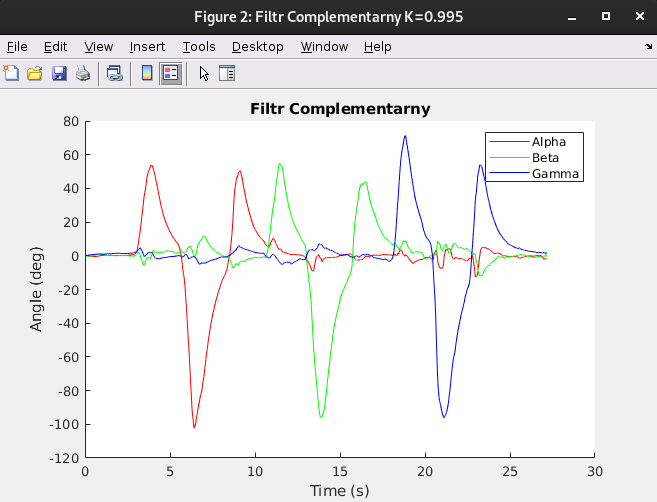 Figure 2: Filtr Complementarny K=0.995
File Edit View Insert Tools Desktop Window Help
Filtr Complementarny
80
60
40
20
0
-20
-40
-60
-80
-100
-120
Angle (deg)
Alpha
Beta
Gamma
0 5 10 15 20 25 30
Time (s)